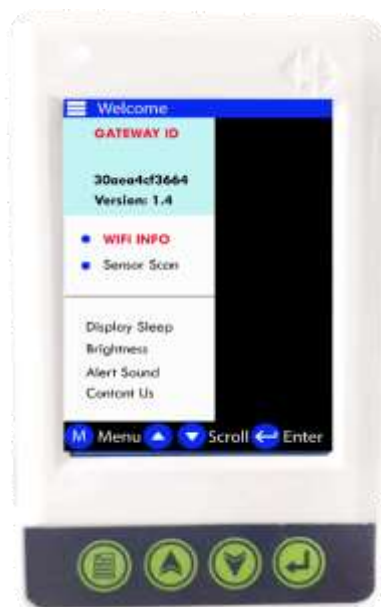 Welcome
GATEWAY ID
30aea4cf3664
Version: 1.4
WIFI INFO
Sensor Scan
Display Sleep
Brightness
Alert Sound
Contant Us
M Menu Scroll Enter